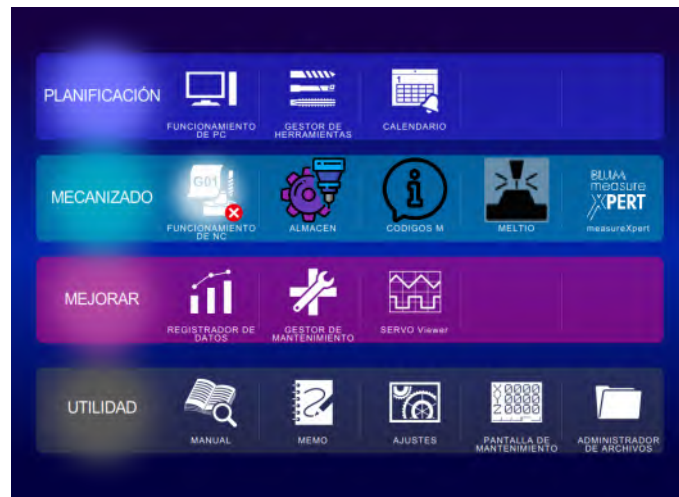 PLANIFICACIÓN
FUNCIONAMIENTO
DE PC
GESTOR DE
HERRAMIENTAS
1
CALENDARIO
MECANIZADO
G01
FUNCIONAMIENTO
DE NC
ALMACEN
i
CODIGOS M
MELTIO
BLUM
measure
XPERT
measureXpert
MEJORAR
REGISTRADOR DE
DATOS
GESTOR DE
MANTENIMIENTO
SERVO Viewer
UTILIDAD
MANUAL
MEMO
AJUSTES
X 0000
Y 0000
Z 0000
PANTALLA DE
MANTENIMIENTO
ADMINISTRADOR
DE ARCHIVOS